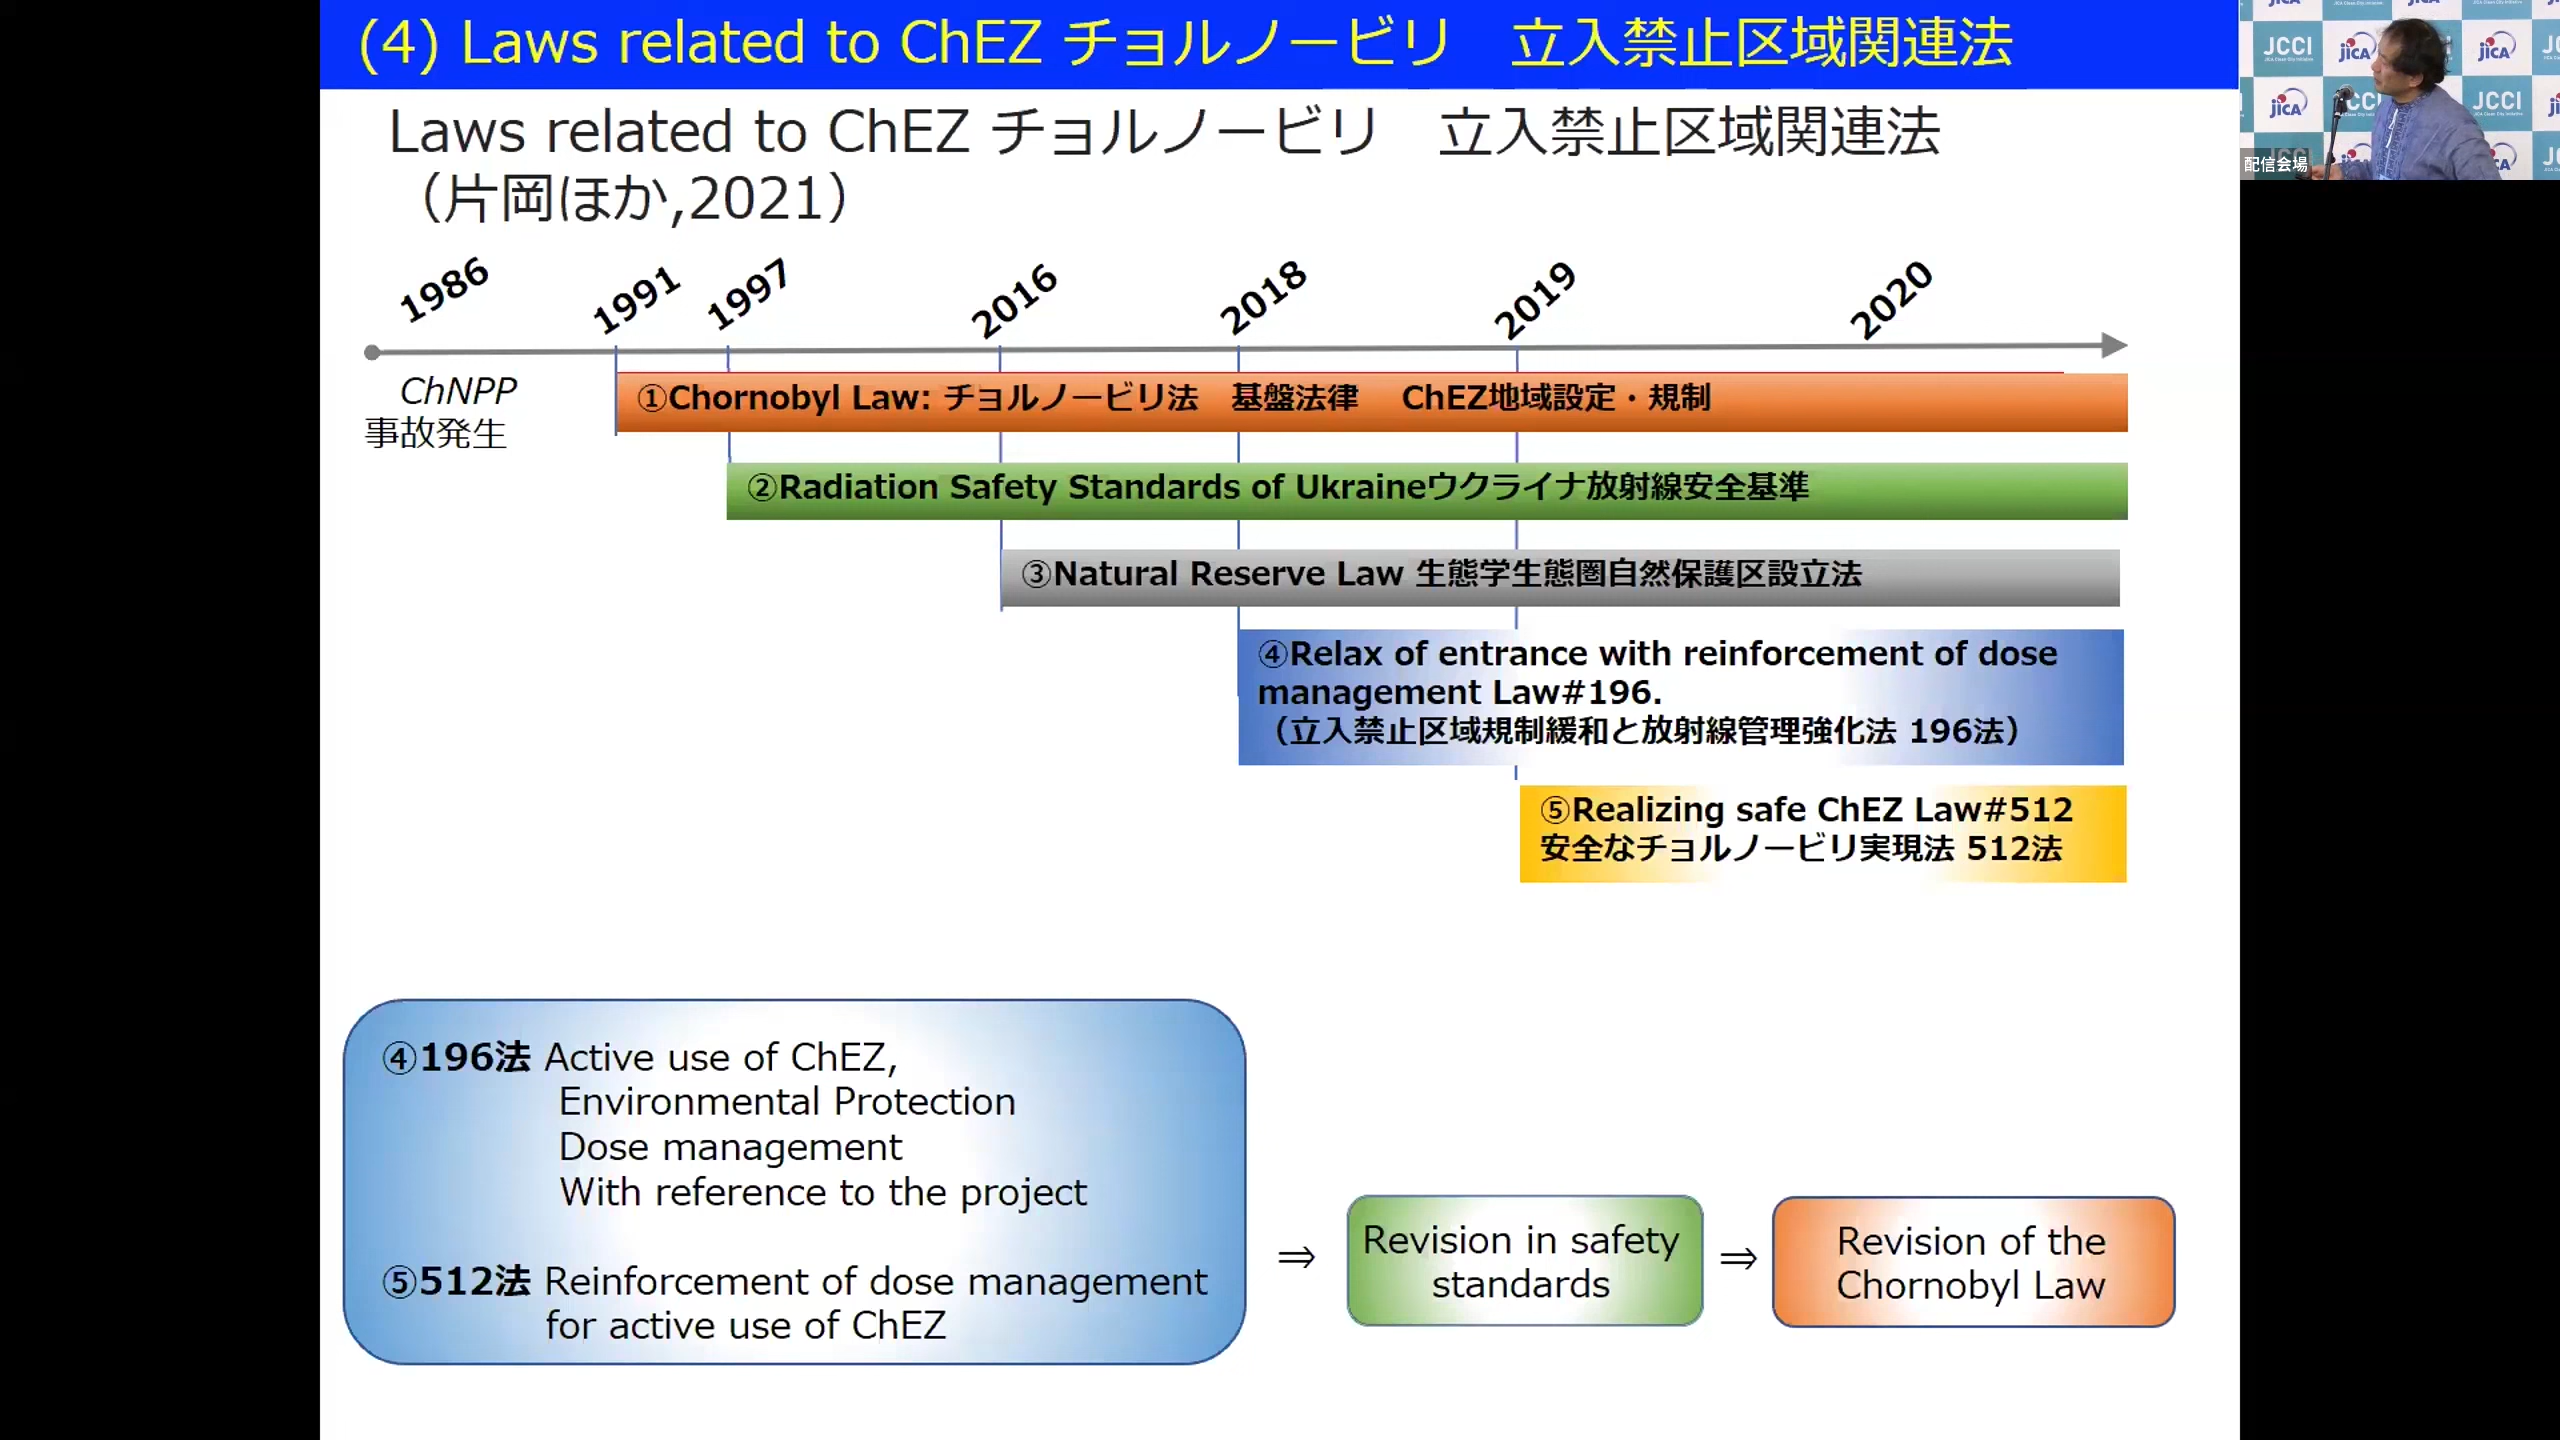 (4) Laws related to ChEZ チョルノービリ　立入禁止区域関連法
JCCI
JICA
JICA
JICA
JCCI
JCCI
配信会場
Laws related to ChEZ チョルノービリ　立入禁止区域関連法
（片岡ほか,2021）
1986
1991
1997
2016
2018
2019
2020
ChNPP
事故発生
①Chornobyl Law: チョルノービリ法　基盤法律　ChEZ地域設定・規制
②Radiation Safety Standards of Ukraineウクライナ放射線安全基準
③Natural Reserve Law 生態学生態圏自然保護区設立法
④Relax of entrance with reinforcement of dose
management Law#196.
（立入禁止区域規制緩和と放射線管理強化法 196法）
⑤Realizing safe ChEZ Law#512
安全なチョルノービリ実現法 512法
④196法 Active use of ChEZ,
Environmental Protection
Dose management
With reference to the project
⑤512法 Reinforcement of dose management
for active use of ChEZ
⇒
Revision in safety
standards
⇒
Revision of the
Chornobyl Law